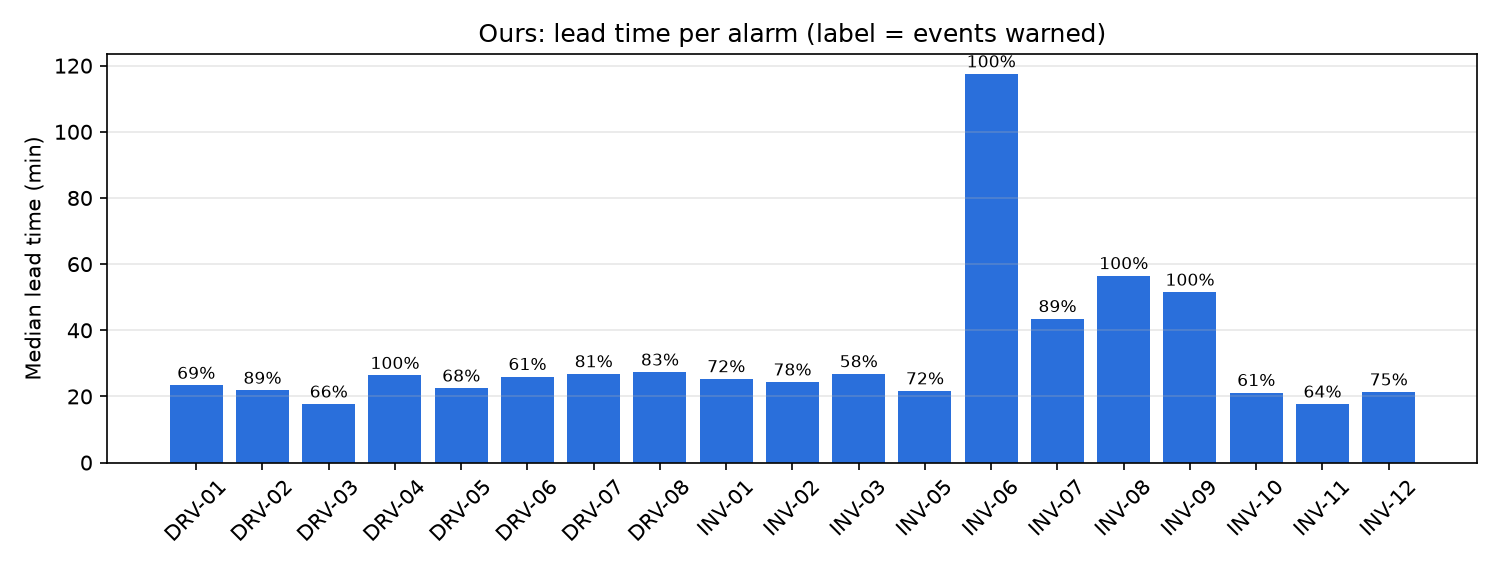 Ours: lead time per alarm (label = events warned)
Median lead time (min)
120
100
80
60
40
20
0
69%
89%
66%
100%
68%
61%
81%
83%
72%
78%
58%
72%
100%
89%
100%
100%
61%
64%
75%
DRV-01
DRV-02
DRV-03
DRV-04
DRV-05
DRV-06
DRV-07
DRV-08
INV-01
INV-02
INV-03
INV-05
INV-06
INV-07
INV-08
INV-09
INV-10
INV-11
INV-12